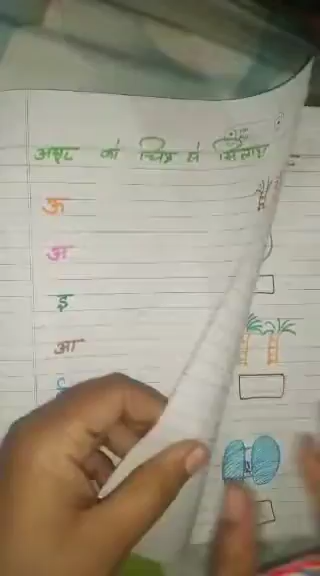 अक्षर को चित्र से मिलाए
ऊ
अ
इ
आ